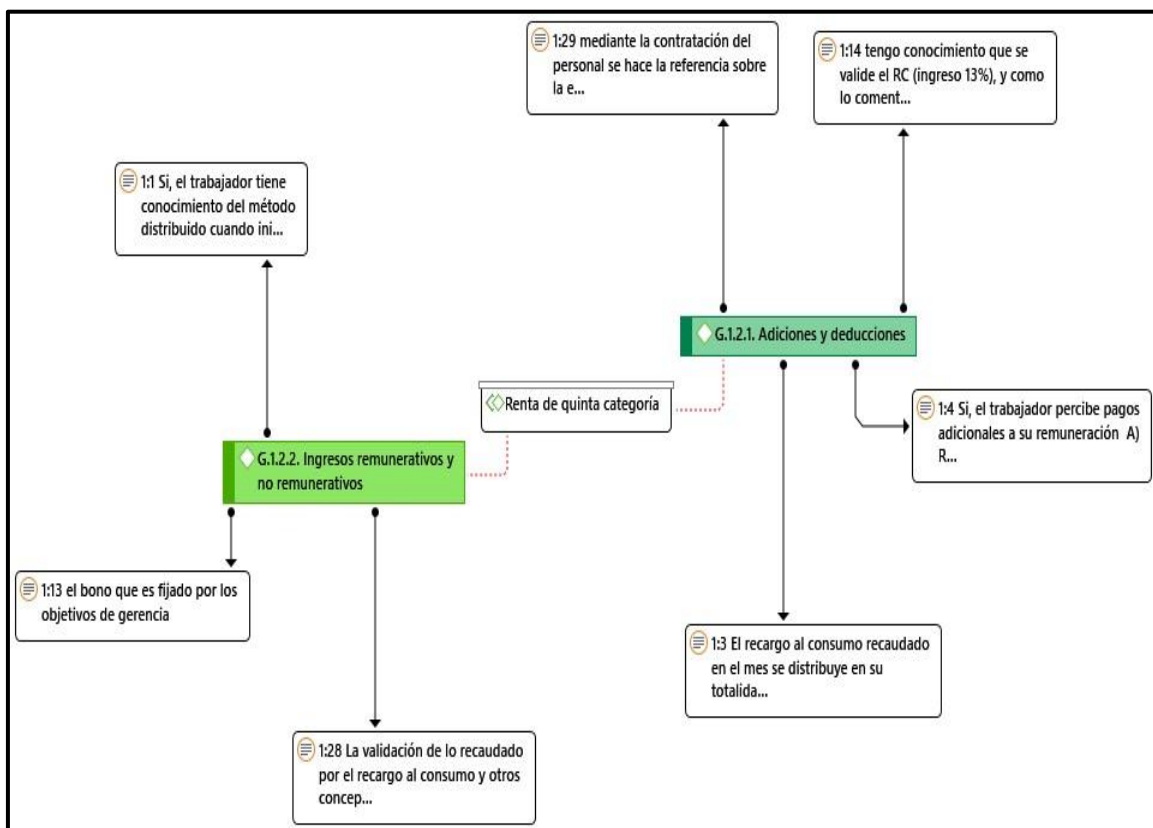 1:29 mediante la contratación del
personal se hace la referencia sobre
la e...
1:14 tengo conocimiento que se
valide el RC (ingreso 13%), y como
lo coment...
1:1 Si, el trabajador tiene
conocimiento del método
distribuido cuando ini...
G.1.2.1. Adiciones y deducciones
Renta de quinta categoría
1:4 Si, el trabajador percibe pagos
adicionales a su remuneración A)
R...
G.1.2.2. Ingresos remunerativos y
no remunerativos
1:13 el bono que es fijado por los
objetivos de gerencia
1:3 El recargo al consumo recaudado
en el mes se distribuye en su
totalida...
1:28 La validación de lo recaudado
por el recargo al consumo y otros
concep...